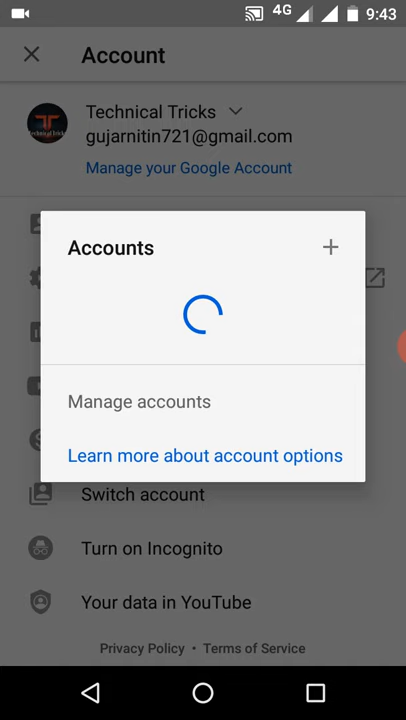 4G 9:43
Account
Technical Tricks
gujarnitin721@gmail.com
Manage your Google Account
Accounts
Manage accounts
Learn more about account options
Switch account
Turn on Incognito
Your data in YouTube
Privacy Policy • Terms of Service